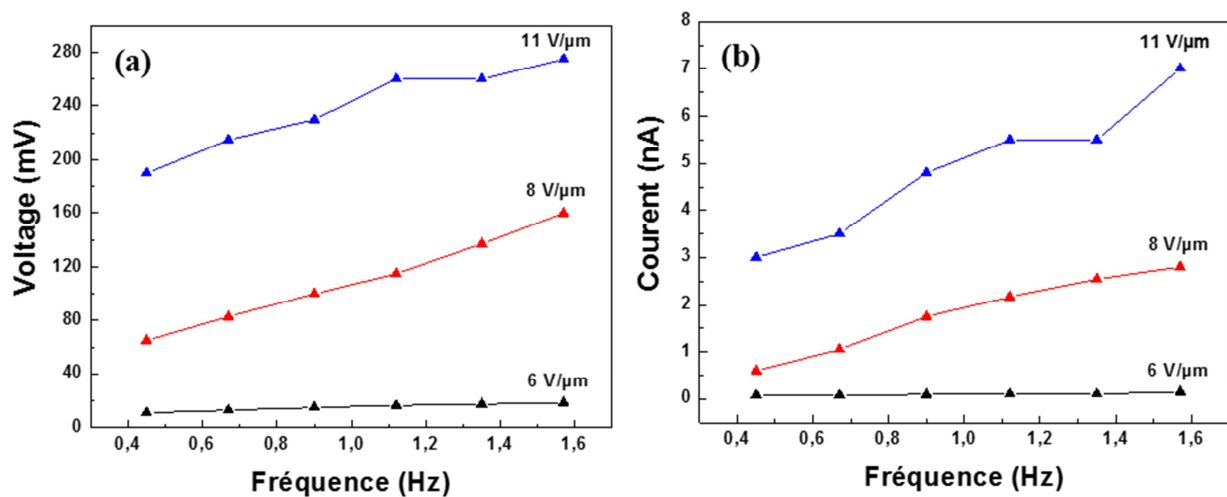 (a)
Voltage (mV)
280
240
200
160
120
80
40
0
11 V/µm
8 V/µm
6 V/µm
0,4 0,6 0,8 1,0 1,2 1,4 1,6
Fréquence (Hz)
(b)
Courent (nA)
8
7
6
5
4
3
2
1
0
11 V/µm
8 V/µm
6 V/µm
0,4 0,6 0,8 1,0 1,2 1,4 1,6
Fréquence (Hz)